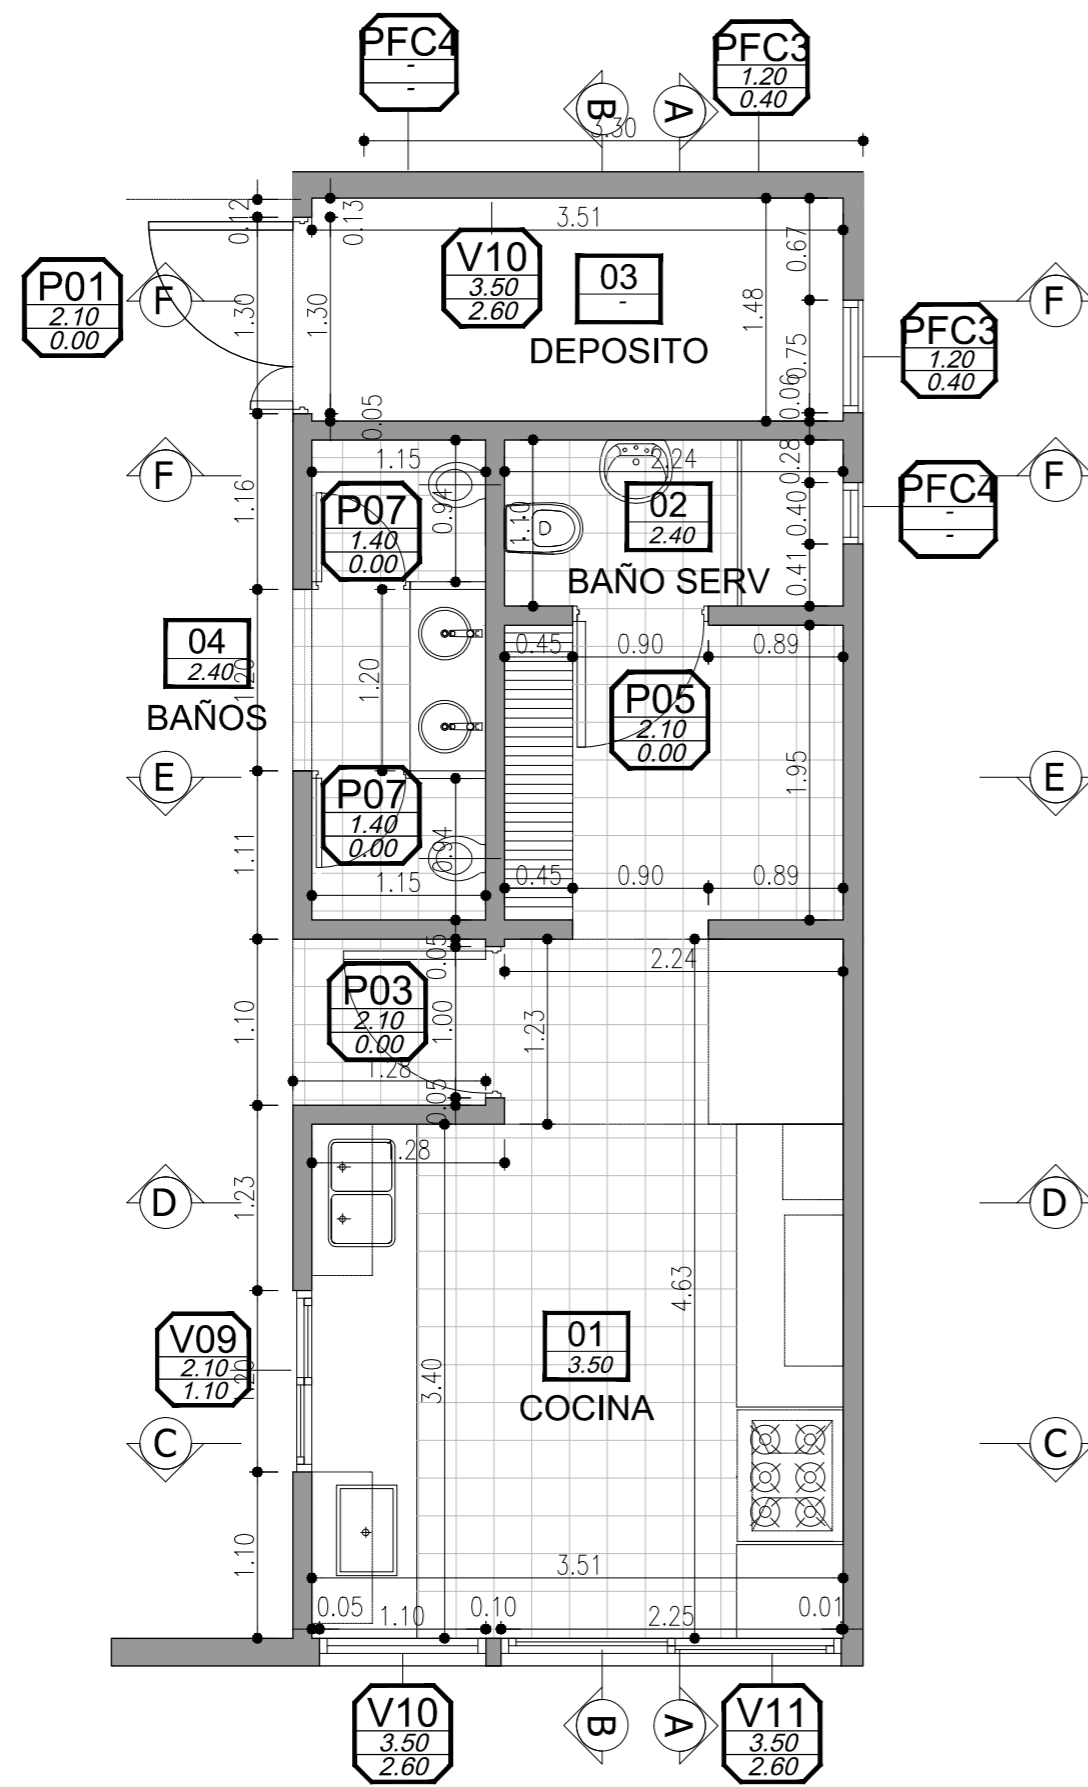 PFC4
-
-
PFC3
1.20
0.40
B
A
3.30
0.12
0.13
3.51
0.67
P01
2.10
0.00
F
1.30
1.30
V10
3.50
2.60
03
-
DEPOSITO
1.48
0.75
0.06
PFC3
1.20
0.40
F
0.05
1.15
2.24
0.28
F
1.16
P07
1.40
0.00
0.94
1.10
02
2.40
BAÑO SERV
0.40
0.41
PFC4
-
-
F
04
2.40
BAÑOS
1.20
1.20
0.45
0.90
0.89
P05
2.10
0.00
1.95
E
E
1.11
P07
1.40
0.00
0.94
1.15
0.45
0.90
0.89
0.05
2.24
1.10
P03
2.10
0.00
1.00
1.23
1.28
0.05
1.28
D
1.23
D
4.63
V09
2.10
1.10
1.20
3.40
01
3.50
COCINA
C
C
1.10
3.51
0.05
1.10
0.10
2.25
0.01
V10
3.50
2.60
B
A
V11
3.50
2.60